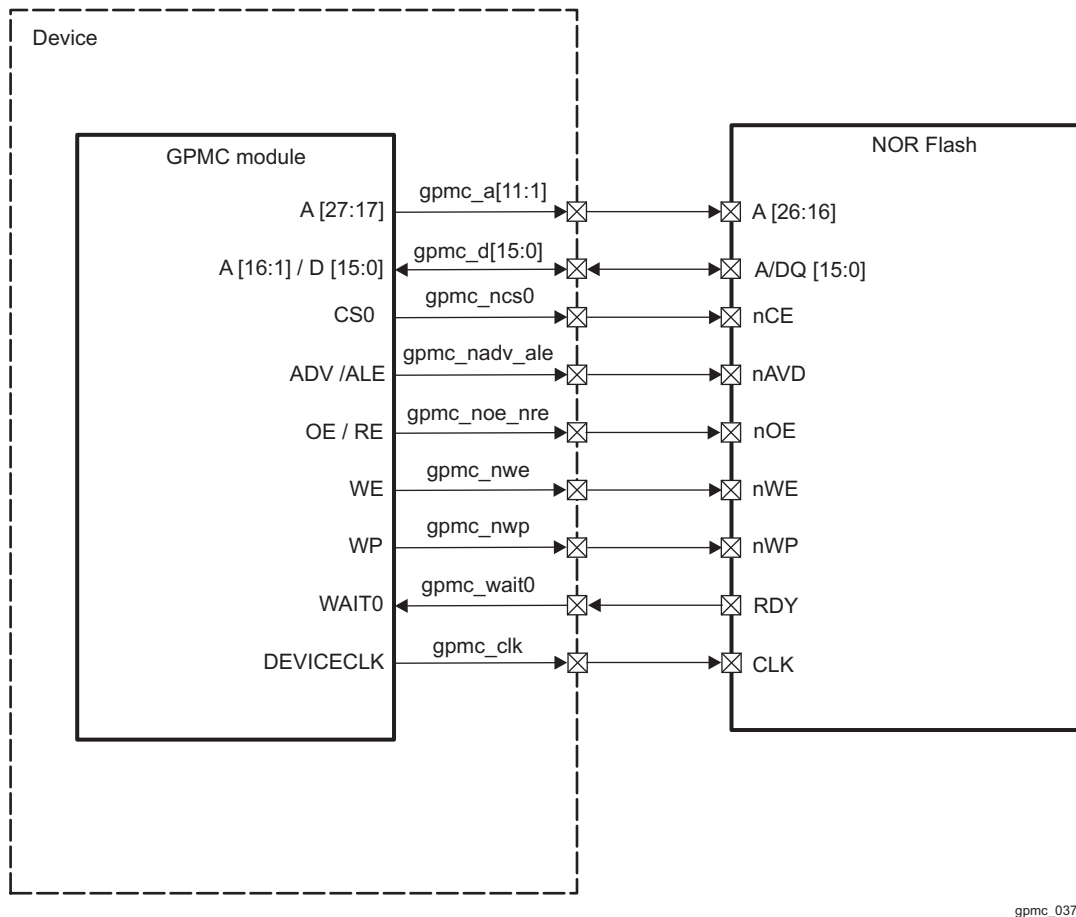 Device
GPMC module
NOR Flash
A [27:17] gpmc_a[11:1] A [26:16]
A [16:1] / D [15:0] gpmc_d[15:0] A/DQ [15:0]
CS0 gpmc_ncs0 nCE
ADV /ALE gpmc_nadv_ale nAVD
OE / RE gpmc_noe_nre nOE
WE gpmc_nwe nWE
WP gpmc_nwp nWP
WAIT0 gpmc_wait0 RDY
DEVICECLK gpmc_clk CLK
gpmc_037